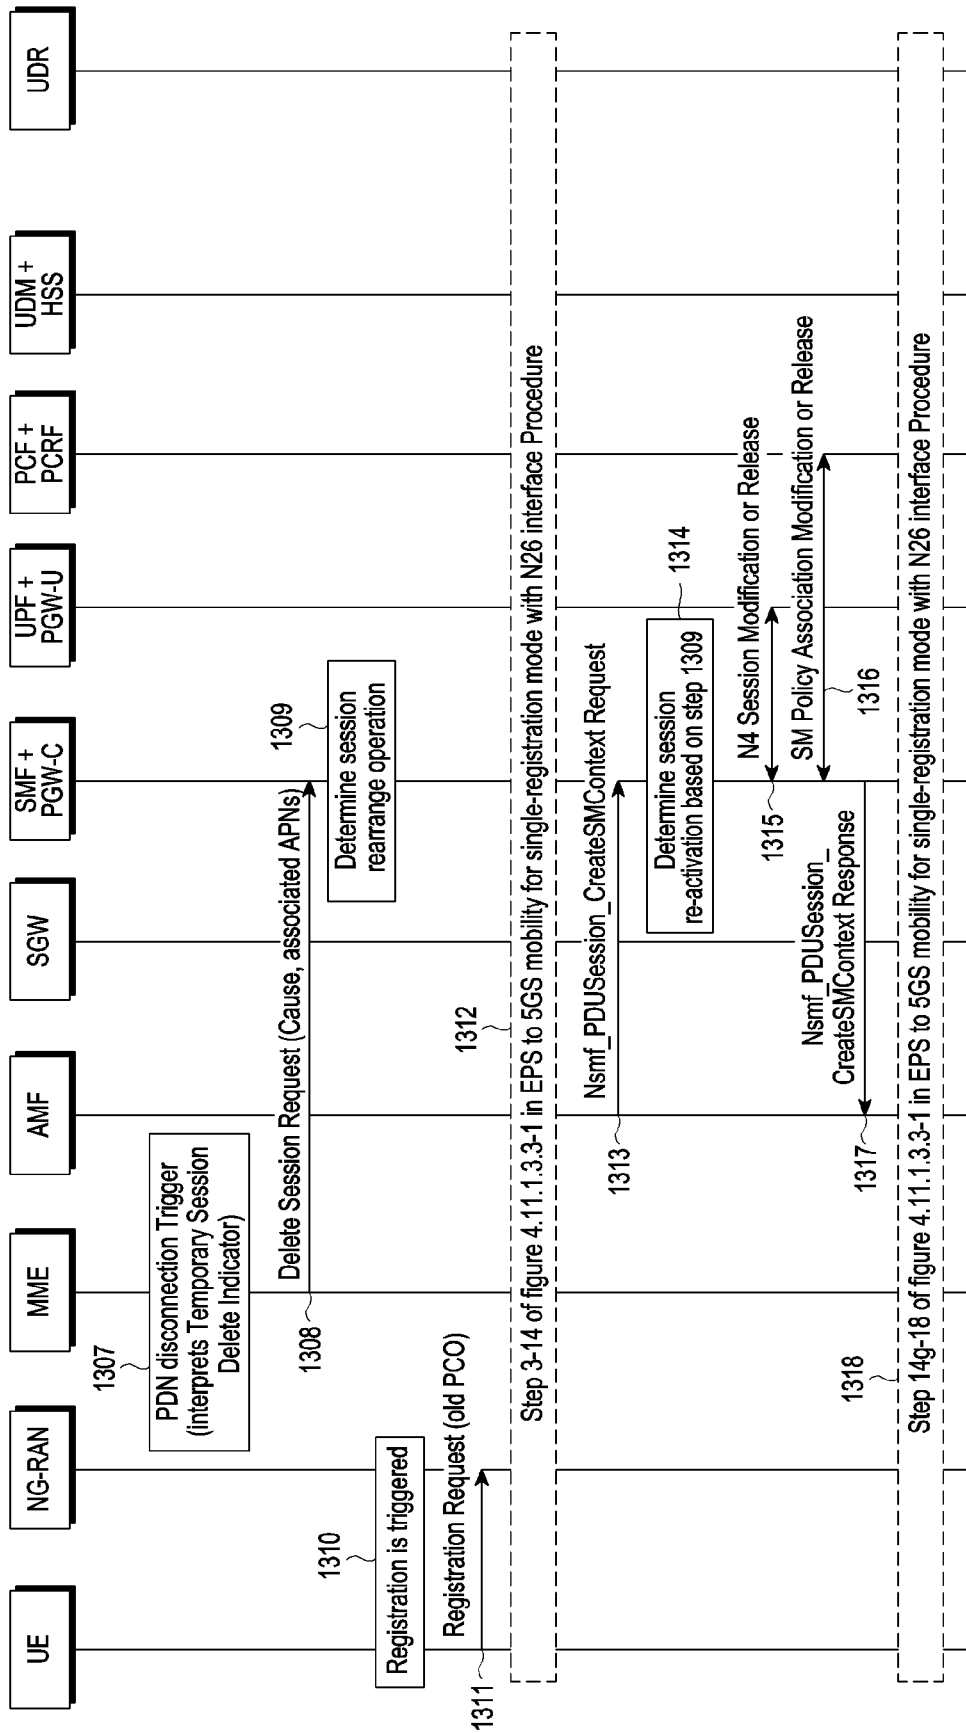 UE
NG-RAN
MME
AMF
SGW
SMF +
PGW-C
UPF +
PGW-U
PCF +
PCRF
UDM +
HSS
UDR
1307
PDN disconnection Trigger
(interprets Temporary Session
Delete Indicator)
Delete Session Request (Cause, associated APNs)
1308
1309
Determine session
rearrange operation
1310
Registration is triggered
Registration Request (old PCO)
1311
1312
Step 3-14 of figure 4.11.1.3.3-1 in EPS to 5GS mobility for single-registration mode with N26 interface Procedure
Nsmf_PDUSession_CreateSMContext Request
1313
1314
Determine session
re-activation based on step 1309
N4 Session Modification or Release
1315
SM Policy Association Modification or Release
1316
Nsmf_PDUSession_
CreateSMContext Response
1317
1318
Step 14g-18 of figure 4.11.1.3.3-1 in EPS to 5GS mobility for single-registration mode with N26 interface Procedure